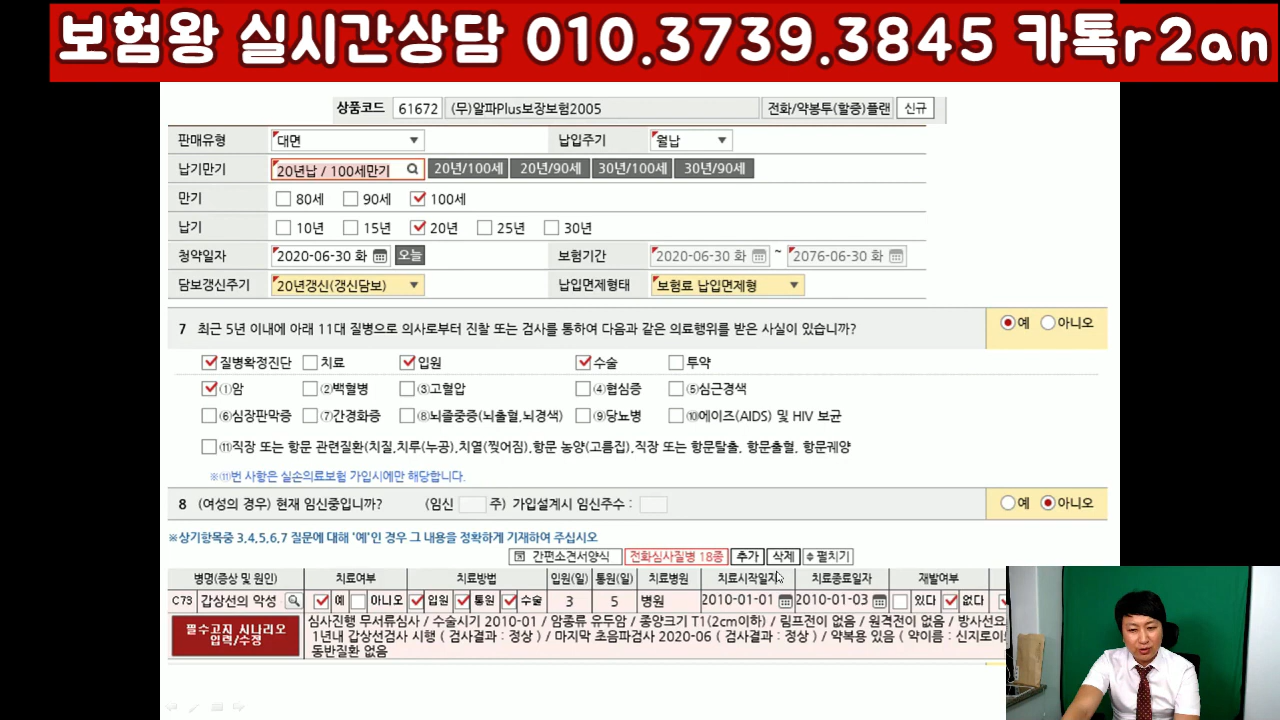 보험왕 실시간상담 010.3739.3845 카톡r2an
상품코드 61672 (무)알파Plus보장보험2005 전화/약봉투(할증)플랜 신규
판매유형 대면 납입주기 월납
납기만기 20년납 / 100세만기 20년/100세 20년/90세 30년/100세 30년/90세
만기 80세 90세 100세
납기 10년 15년 20년 25년 30년
청약일자 2020-06-30 화 오늘 보험기간 2020-06-30 화 ~ 2076-06-30 화
담보갱신주기 20년갱신(갱신담보) 납입면제형태 보험료 납입면제형
7 최근 5년 이내에 아래 11대 질병으로 의사로부터 진찰 또는 검사를 통하여 다음과 같은 의료행위를 받은 사실이 있습니까? 예 아니오
질병확정진단 치료 입원 수술 투약
⑴암 ⑵백혈병 ⑶고혈압 ⑷협심증 ⑸심근경색
⑹심장판막증 ⑺간경화증 ⑻뇌졸중증(뇌출혈,뇌경색) ⑼당뇨병 ⑽에이즈(AIDS) 및 HIV 보균
⑾직장 또는 항문 관련질환(치질,치루(누공),치열(찢어짐),항문 농양(고름집),직장 또는 항문탈출, 항문출혈, 항문궤양
※⑾번 사항은 실손의료보험 가입시에만 해당합니다.
8 (여성의 경우) 현재 임신중입니까? (임신 주) 가입설계시 임신주수 : 예 아니오
※상기항목중 3,4,5,6,7 질문에 대해 '예'인 경우 그 내용을 정확하게 기재하여 주십시오
간편소견서양식 전화심사질병 18종 추가 삭제 펼치기
병명(증상 및 원인) 치료여부 치료방법 입원(일) 통원(일) 치료병원 치료시작일자 치료종료일자 재발여부
C73 갑상선의 악성 예 아니오 입원 통원 수술 3 5 병원 2010-01-01 2010-01-03 있다 없다
필수고지 시나리오 입력/수정
심사진행 무서류심사 / 수술시기 2010-01 / 암종류 유두암 / 종양크기 T1(2cm이하) / 림프전이 없음 / 원격전이 없음 / 방사선요
1년내 갑상선검사 시행 ( 검사결과 : 정상 ) / 마지막 초음파검사 2020-06 ( 검사결과 : 정상 ) / 약복용 있음 ( 약이름 : 신지로이
동반질환 없음